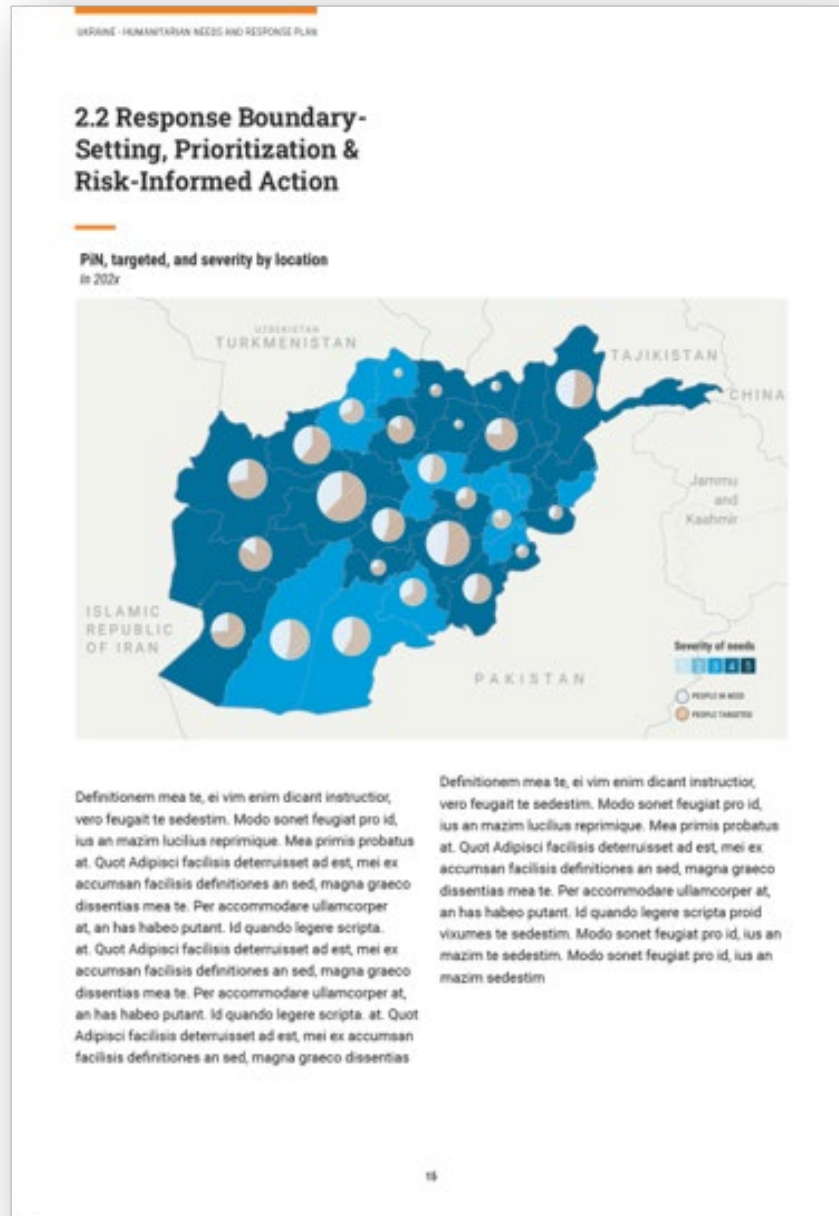 UKRAINE - HUMANITARIAN NEEDS AND RESPONSE PLAN
2.2 Response Boundary-
Setting, Prioritization &
Risk-Informed Action
PiN, targeted, and severity by location
In 202x
UZBEKISTAN
TURKMENISTAN
TAJIKISTAN
CHINA
Jammu
and
Kashmir
ISLAMIC
REPUBLIC
OF IRAN
PAKISTAN
Severity of needs
1 2 3 4 5
PEOPLE IN NEED
PEOPLE TARGETED
Definitionem mea te, ei vim enim dicant instructior,
vero feugait te sedestim. Modo sonet feugiat pro id,
ius an mazim lucilius reprimique. Mea primis probatus
at. Quot Adipisci facilisis deterruisset ad est, mei ex
accumsan facilisis definitiones an sed, magna graeco
dissentias mea te. Per accommodare ullamcorper
at, an has habeo putant. Id quando legere scripta.
at. Quot Adipisci facilisis deterruisset ad est, mei ex
accumsan facilisis definitiones an sed, magna graeco
dissentias mea te. Per accommodare ullamcorper at,
an has habeo putant. Id quando legere scripta. at. Quot
Adipisci facilisis deterruisset ad est, mei ex accumsan
facilisis definitiones an sed, magna graeco dissentias
Definitionem mea te, ei vim enim dicant instructior,
vero feugait te sedestim. Modo sonet feugiat pro id,
ius an mazim lucilius reprimique. Mea primis probatus
at. Quot Adipisci facilisis deterruisset ad est, mei ex
accumsan facilisis definitiones an sed, magna graeco
dissentias mea te. Per accommodare ullamcorper at,
an has habeo putant. Id quando legere scripta proid
vixumes te sedestim. Modo sonet feugiat pro id, ius an
mazim te sedestim. Modo sonet feugiat pro id, ius an
mazim sedestim
15